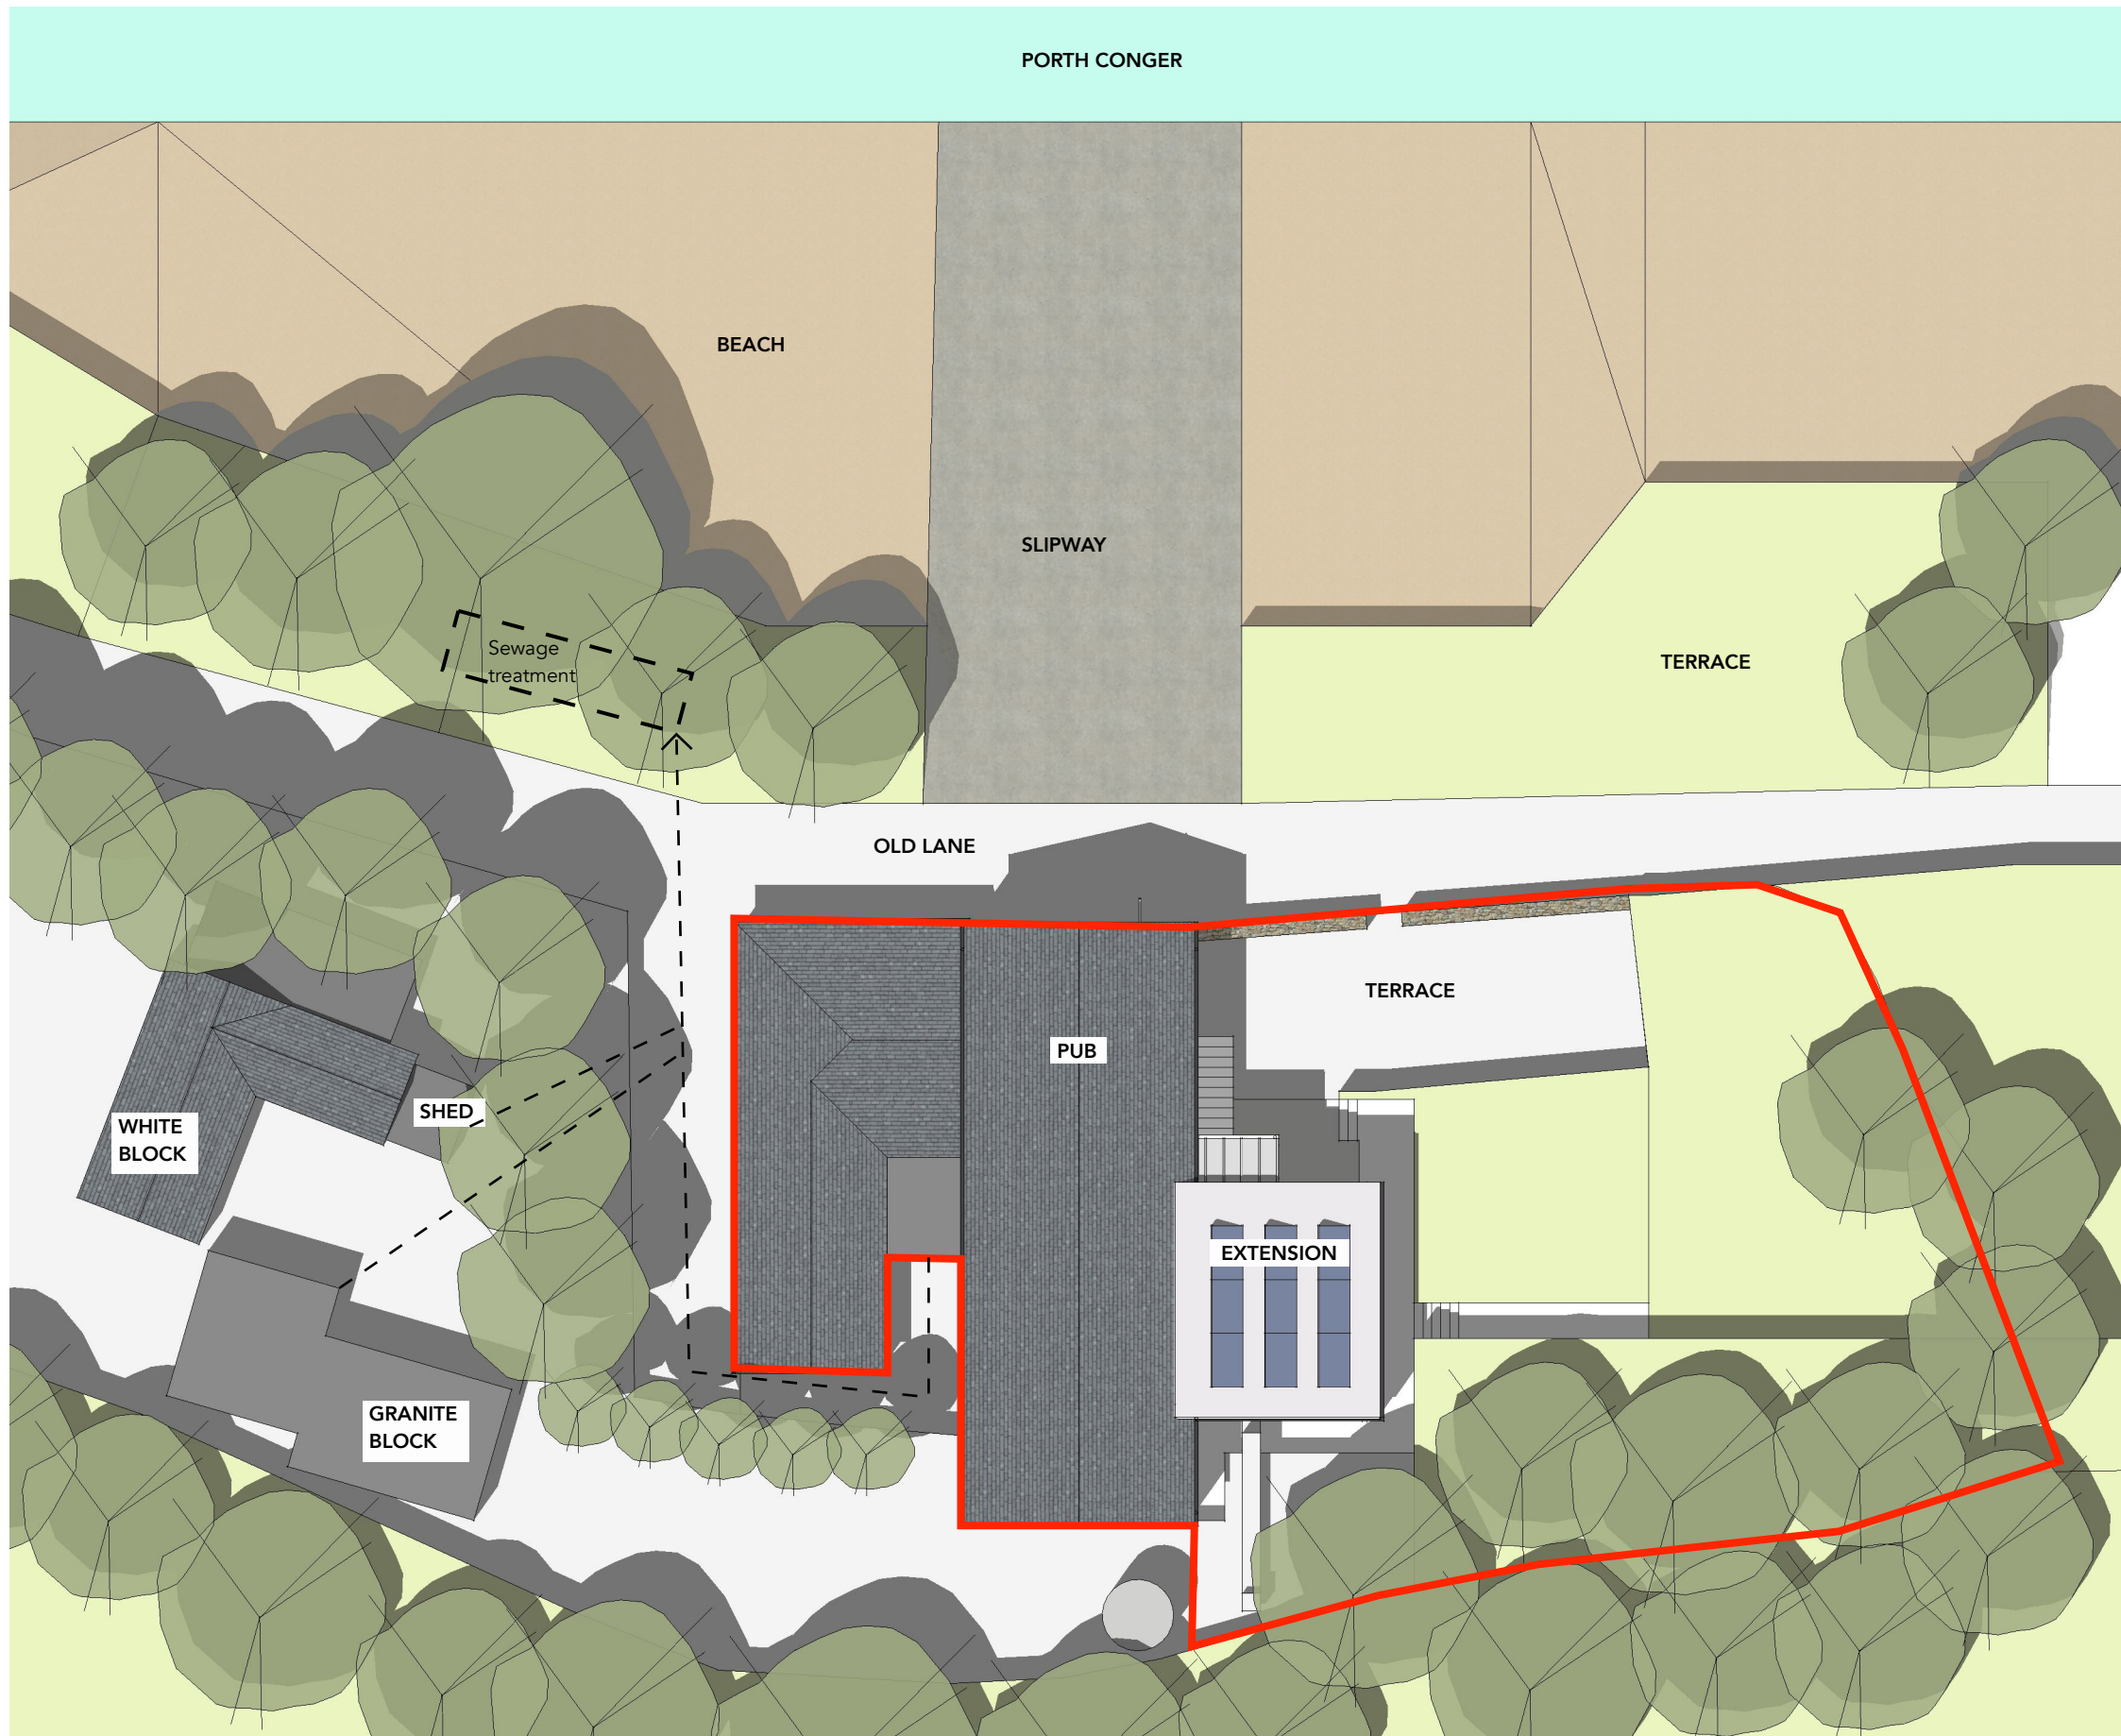 PORTH CONGER
BEACH
SLIPWAY
Sewage
treatment
TERRACE
OLD LANE
TERRACE
PUB
SHED
WHITE
BLOCK
EXTENSION
GRANITE
BLOCK